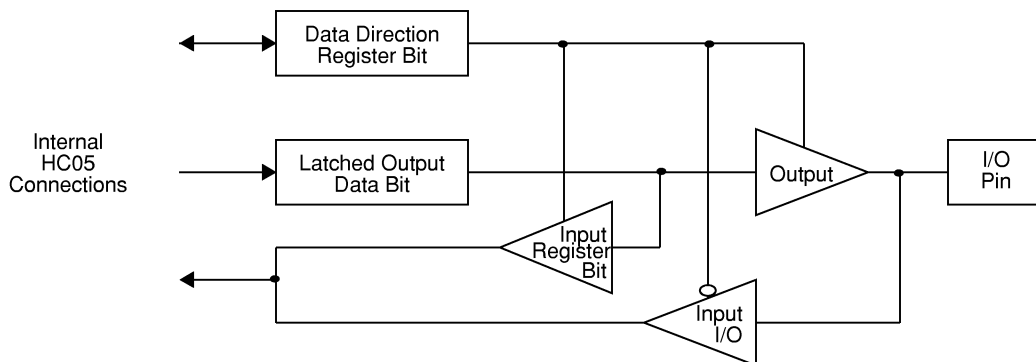 Data Direction
Register Bit
Internal
HC05
Connections
Latched Output
Data Bit
Output
I/O
Pin
Input
Register
Bit
Input
I/O